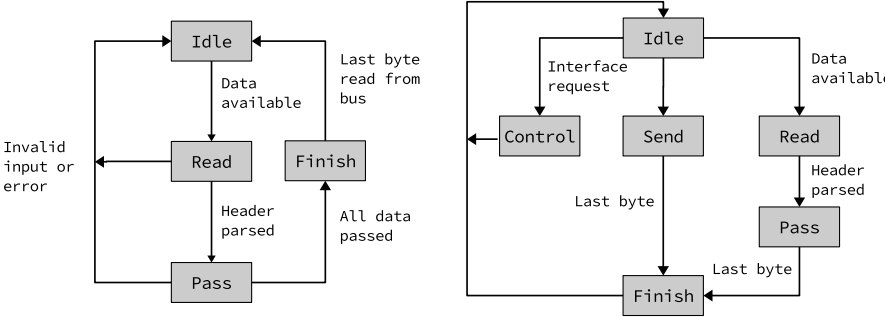 Idle
Last byte
read from
bus
Data
available
Invalid
input or
error
Read
Finish
Header
parsed
All data
passed
Pass
Idle
Interface
request
Data
available
Control
Send
Read
Header
parsed
Last byte
Pass
Last byte
Finish